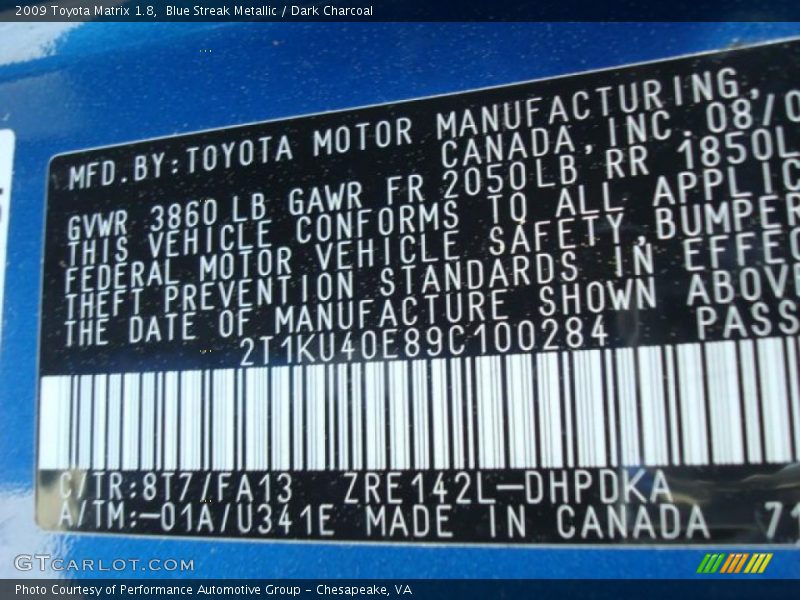 2009 Toyota Matrix 1.8,  Blue Streak Metallic / Dark Charcoal
MFD.BY:TOYOTA MOTOR MANUFACTURING,
CANADA, INC.08/0
GVWR 3860 LB GAWR FR 2050LB RR 1850L
THIS VEHICLE CONFORMS TO ALL APPLIC
FEDERAL MOTOR VEHICLE SAFETY,BUMPER
THEFT PREVENTION STANDARDS IN EFFEC
THE DATE OF MANUFACTURE SHOWN ABOVE
2T1KU40E89C100284 PASS
C/TR:8T7/FA13 ZRE142L-DHPDKA
A/TM:-01A/U341E MADE IN CANADA 71
GTCARLOT.COM
Photo Courtesy of Performance Automotive Group - Chesapeake, VA